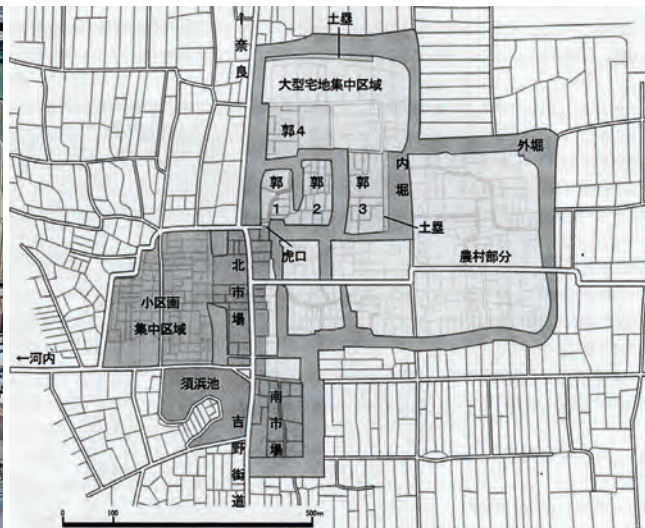 ↑奈良
土塁
大型宅地集中区域
郭4
外堀
内堀
郭1
郭2
郭3
土塁
虎口
農村部分
北市場
小区画
集中区域
←河内
須浜池
南市場
吉野街道
0 100 500m